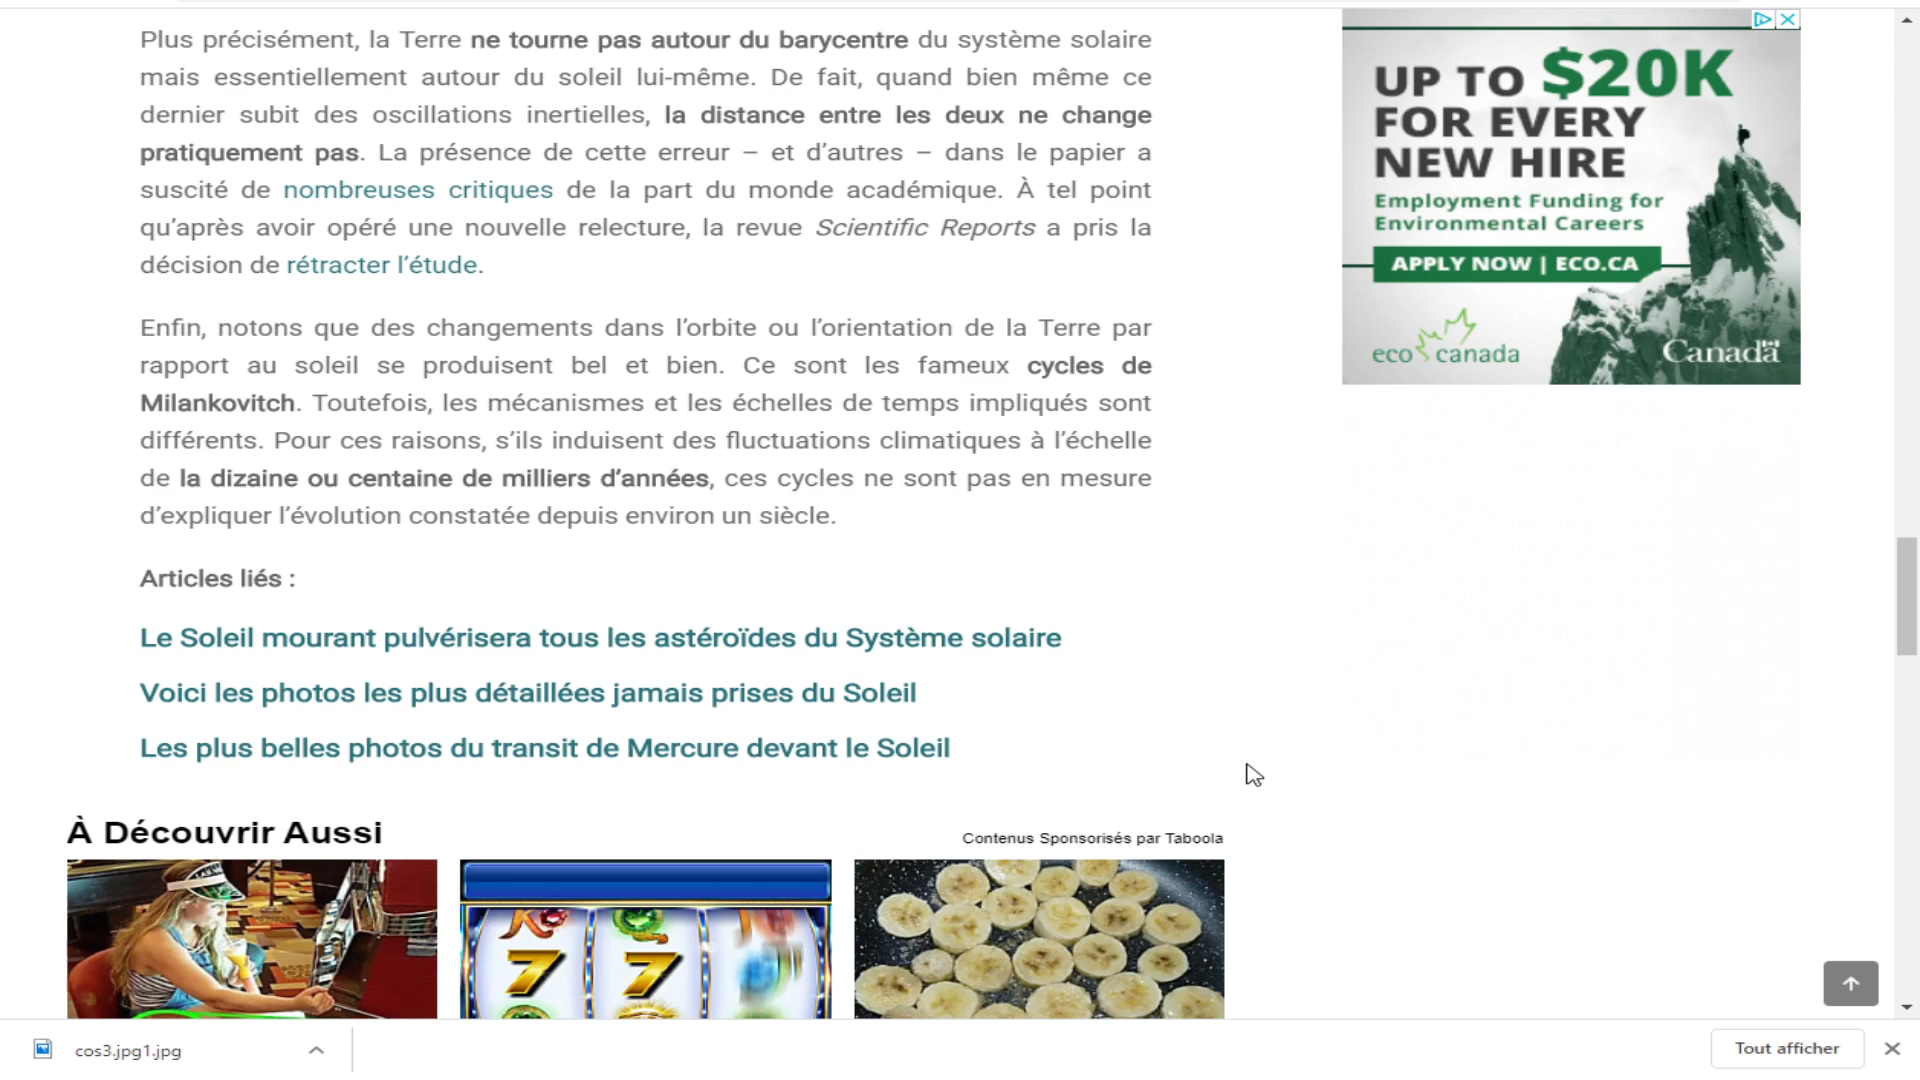 Plus précisément, la Terre ne tourne pas autour du barycentre du système solaire
mais essentiellement autour du soleil lui-même. De fait, quand bien même ce
dernier subit des oscillations inertielles, la distance entre les deux ne change
pratiquement pas. La présence de cette erreur – et d’autres – dans le papier a
suscité de nombreuses critiques de la part du monde académique. À tel point
qu’après avoir opéré une nouvelle relecture, la revue Scientific Reports a pris la
décision de rétracter l’étude.
Enfin, notons que des changements dans l’orbite ou l’orientation de la Terre par
rapport au soleil se produisent bel et bien. Ce sont les fameux cycles de
Milankovitch. Toutefois, les mécanismes et les échelles de temps impliqués sont
différents. Pour ces raisons, s’ils induisent des fluctuations climatiques à l’échelle
de la dizaine ou centaine de milliers d’années, ces cycles ne sont pas en mesure
d’expliquer l’évolution constatée depuis environ un siècle.
Articles liés :
Le Soleil mourant pulvérisera tous les astéroïdes du Système solaire
Voici les photos les plus détaillées jamais prises du Soleil
Les plus belles photos du transit de Mercure devant le Soleil
À Découvrir Aussi
Contenus Sponsorisés par Taboola
7 7
UP TO $20K
FOR EVERY
NEW HIRE
Employment Funding for
Environmental Careers
APPLY NOW | ECO.CA
eco canada
Canada
cos3.jpg1.jpg
Tout afficher